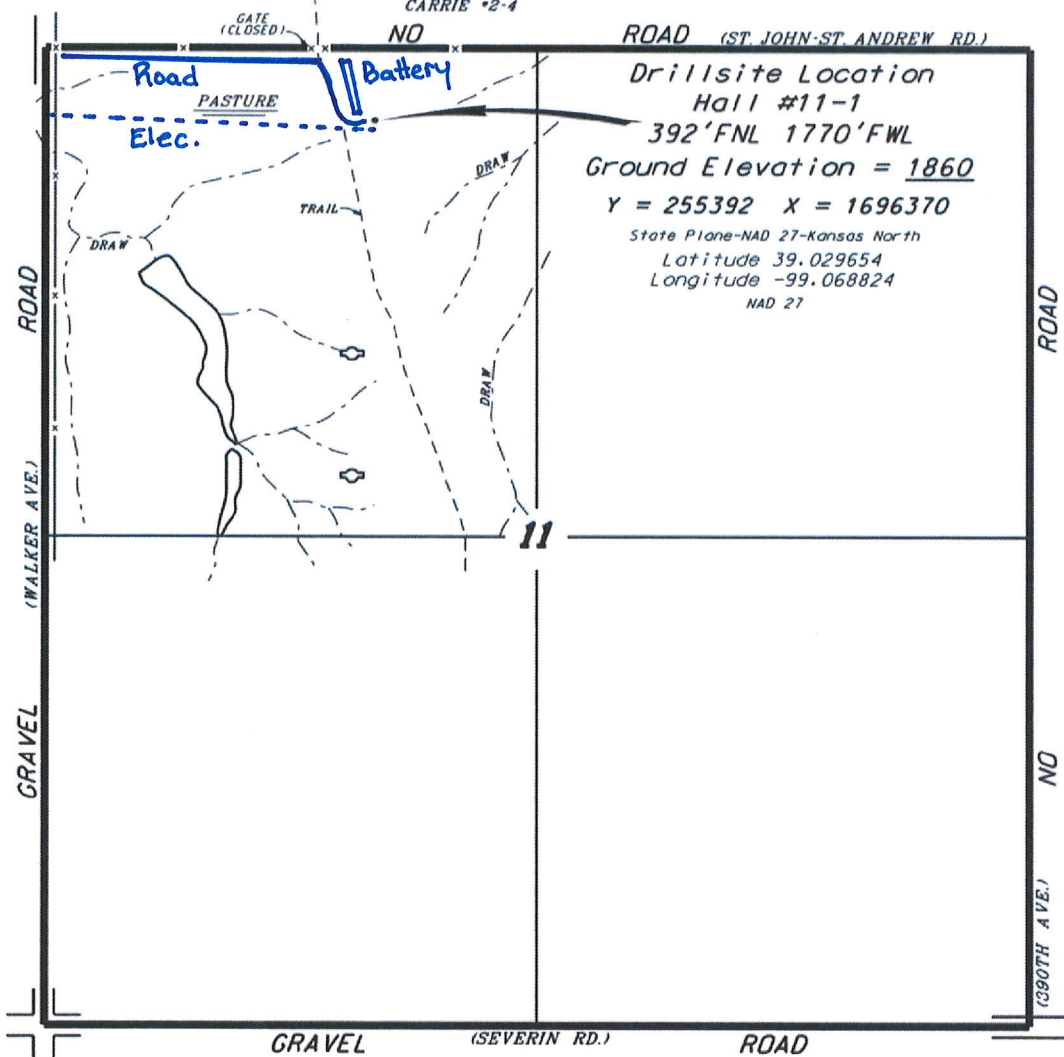 CARRIE #2-4
GATE
(CLOSED)
NO ROAD (ST. JOHN-ST. ANDREW RD.)
Road
Battery
PASTURE
Elec.
Drillsite Location
Hall #11-1
392'FNL 1770'FWL
Ground Elevation = 1860
Y = 255392 X = 1696370
State Plane-NAD 27-Kansas North
Latitude 39.029654
Longitude -99.068824
NAD 27
DRAW
TRAIL
DRAW
DRAW
11
GRAVEL (WALKER AVE.) ROAD
(390TH AVE.) NO ROAD
GRAVEL (SEVERIN RD.) ROAD